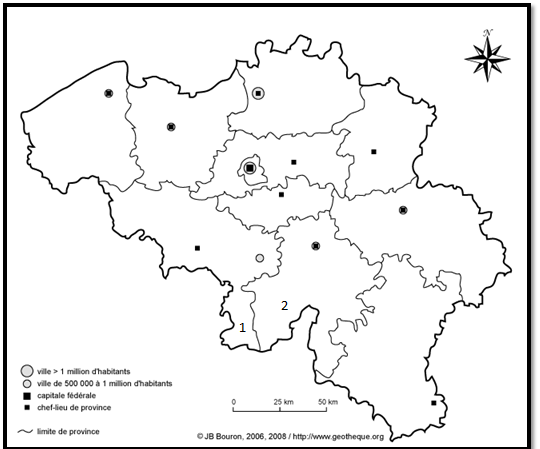 N
2
1
ville > 1 million d'habitants
ville de 500 000 à 1 million d'habitants
capitale fédérale
chef-lieu de province
0 25 km 50 km
limite de province
© JB Bouron, 2006, 2008 / http://www.geotheque.org